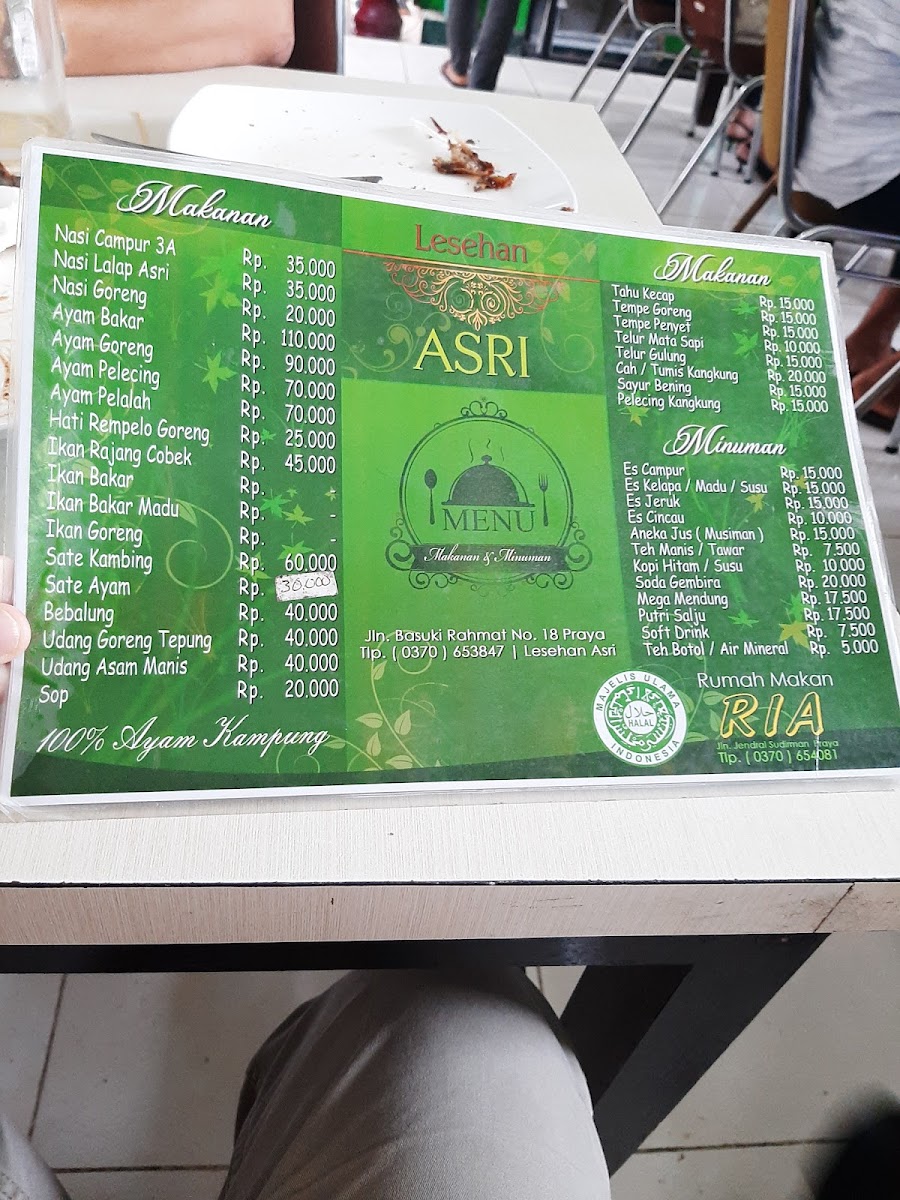 Makanan
Nasi Campur 3A Rp. 35.000
Nasi Lalap Asri Rp. 35.000
Nasi Goreng Rp. 20.000
Ayam Bakar Rp. 110.000
Ayam Goreng Rp. 90.000
Ayam Pelecing Rp. 70.000
Ayam Pelalah Rp. 70.000
Hati Rempelo Goreng Rp. 25.000
Ikan Rajang Cobek Rp. 45.000
Ikan Bakar Rp. -
Ikan Bakar Madu Rp. -
Ikan Goreng Rp. -
Sate Kambing Rp. 60.000
Sate Ayam Rp. 30.000
Bebalung Rp. 40.000
Udang Goreng Tepung Rp. 40.000
Udang Asam Manis Rp. 40.000
Sop Rp. 20.000
100% Ayam Kampung
Lesehan
ASRI
MENU
Makanan & Minuman
Jln. Basuki Rahmat No. 18 Praya
Tlp. ( 0370 ) 653847 | Lesehan Asri
Makanan
Tahu Kecap Rp. 15.000
Tempe Goreng Rp. 15.000
Tempe Penyet Rp. 15.000
Telur Mata Sapi Rp. 10.000
Telur Gulung Rp. 15.000
Cah / Tumis Kangkung Rp. 20.000
Sayur Bening Rp. 15.000
Pelecing Kangkung Rp. 15.000
Minuman
Es Campur Rp. 15.000
Es Kelapa / Madu / Susu Rp. 15.000
Es Jeruk Rp. 15.000
Es Cincau Rp. 10.000
Aneka Jus ( Musiman ) Rp. 15.000
Teh Manis / Tawar Rp. 7.500
Kopi Hitam / Susu Rp. 10.000
Soda Gembira Rp. 20.000
Mega Mendung Rp. 17.500
Putri Salju Rp. 17.500
Soft Drink Rp. 7.500
Teh Botol / Air Mineral Rp. 5.000
MAJELIS ULAMA INDONESIA
حلال
HALAL
Rumah Makan
RIA
Jln. Jendral Sudirman Praya
Tlp. ( 0370 ) 654081